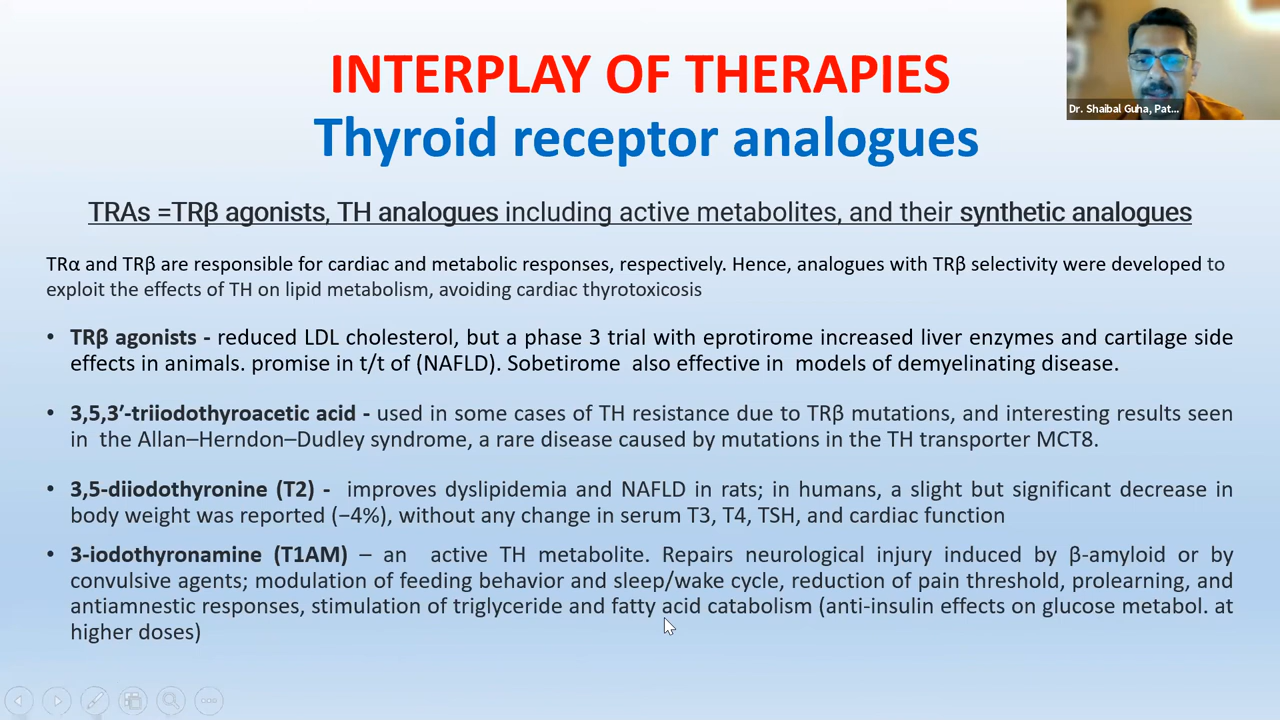 INTERPLAY OF THERAPIES
Thyroid receptor analogues
Dr. Shaibal Guha, Pat...
TRAs =TRβ agonists, TH analogues including active metabolites, and their synthetic analogues
TRα and TRβ are responsible for cardiac and metabolic responses, respectively. Hence, analogues with TRβ selectivity were developed to
exploit the effects of TH on lipid metabolism, avoiding cardiac thyrotoxicosis
• TRβ agonists - reduced LDL cholesterol, but a phase 3 trial with eprotirome increased liver enzymes and cartilage side
effects in animals. promise in t/t of (NAFLD). Sobetirome also effective in models of demyelinating disease.
• 3,5,3’-triiodothyroacetic acid - used in some cases of TH resistance due to TRβ mutations, and interesting results seen
in the Allan–Herndon–Dudley syndrome, a rare disease caused by mutations in the TH transporter MCT8.
• 3,5-diiodothyronine (T2) - improves dyslipidemia and NAFLD in rats; in humans, a slight but significant decrease in
body weight was reported (−4%), without any change in serum T3, T4, TSH, and cardiac function
• 3-iodothyronamine (T1AM) – an active TH metabolite. Repairs neurological injury induced by β-amyloid or by
convulsive agents; modulation of feeding behavior and sleep/wake cycle, reduction of pain threshold, prolearning, and
antiamnestic responses, stimulation of triglyceride and fatty acid catabolism (anti-insulin effects on glucose metabol. at
higher doses)